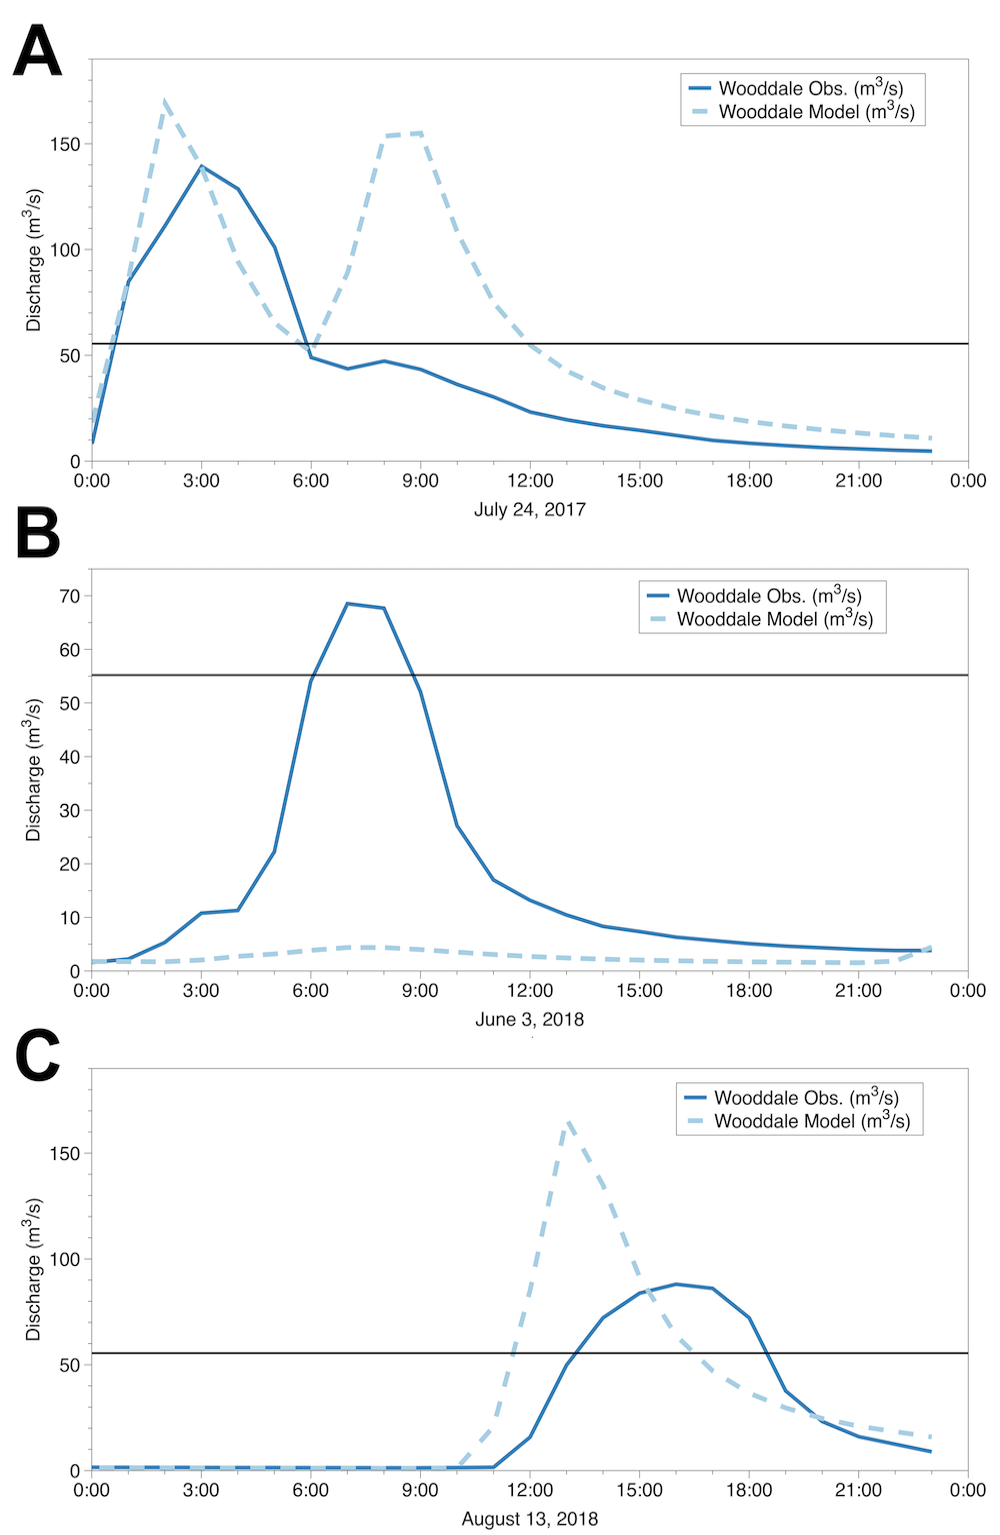 A
Wooddale Obs. (m³/s)
Wooddale Model (m³/s)
Discharge (m³/s)
150
100
50
0
0:00 3:00 6:00 9:00 12:00 15:00 18:00 21:00 0:00
July 24, 2017
B
Wooddale Obs. (m³/s)
Wooddale Model (m³/s)
Discharge (m³/s)
70
60
50
40
30
20
10
0
0:00 3:00 6:00 9:00 12:00 15:00 18:00 21:00 0:00
June 3, 2018
C
Wooddale Obs. (m³/s)
Wooddale Model (m³/s)
Discharge (m³/s)
150
100
50
0
0:00 3:00 6:00 9:00 12:00 15:00 18:00 21:00 0:00
August 13, 2018